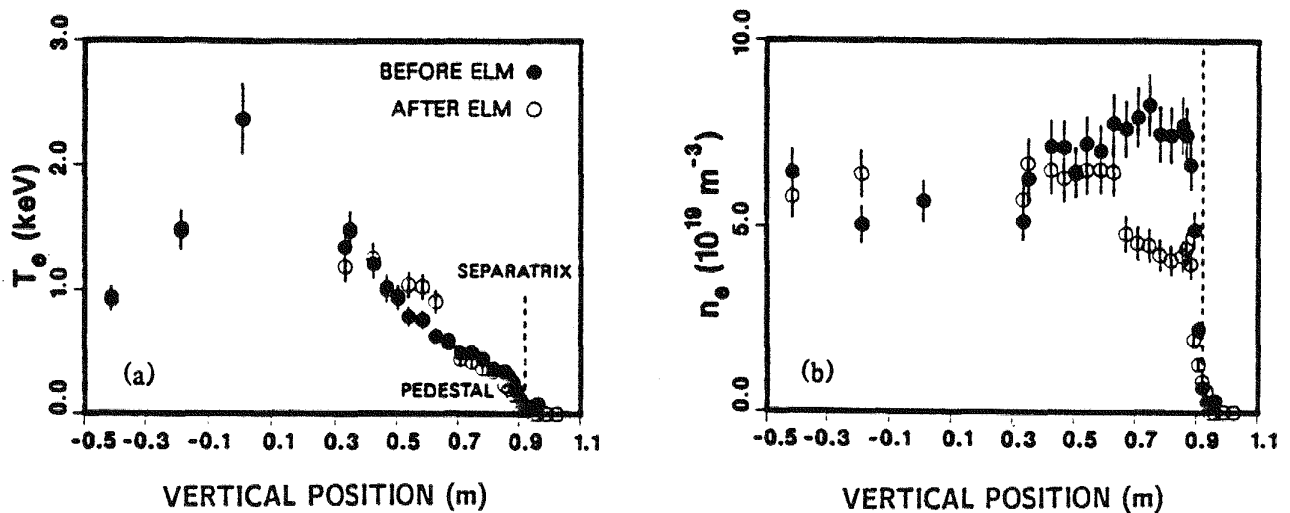 3.0
2.0
1.0
0.0
T_e (keV)
BEFORE ELM
AFTER ELM
SEPARATRIX
PEDESTAL
(a)
-0.5 -0.3 -0.1 0.1 0.3 0.5 0.7 0.9 1.1
VERTICAL POSITION (m)
10.0
5.0
0.0
n_e (10^19 m^-3)
(b)
-0.5 -0.3 -0.1 0.1 0.3 0.5 0.7 0.9 1.1
VERTICAL POSITION (m)